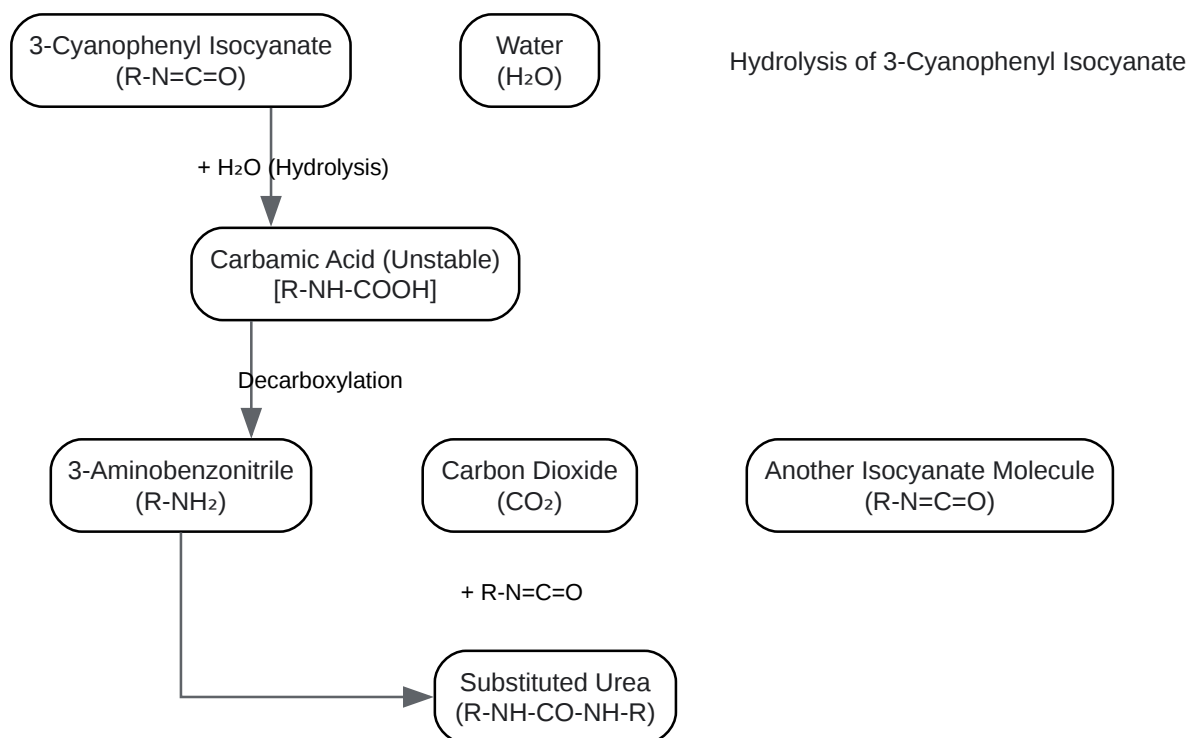 3-Cyanophenyl Isocyanate
(R-N=C=O)
Water
(H₂O)
Hydrolysis of 3-Cyanophenyl Isocyanate
+ H₂O (Hydrolysis)
Carbamic Acid (Unstable)
[R-NH-COOH]
Decarboxylation
3-Aminobenzonitrile
(R-NH₂)
Carbon Dioxide
(CO₂)
Another Isocyanate Molecule
(R-N=C=O)
+ R-N=C=O
Substituted Urea
(R-NH-CO-NH-R)